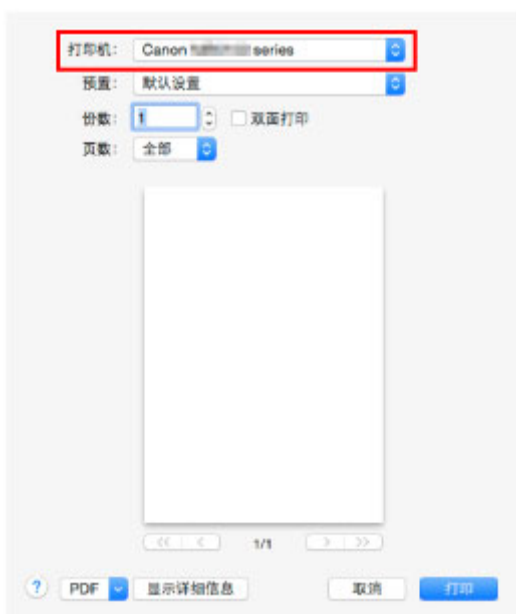 打印机: Canon series
预置: 默认设置
份数: 1 双面打印
页数: 全部
<< < 1/1 > >>
? PDF 显示详细信息 取消 打印